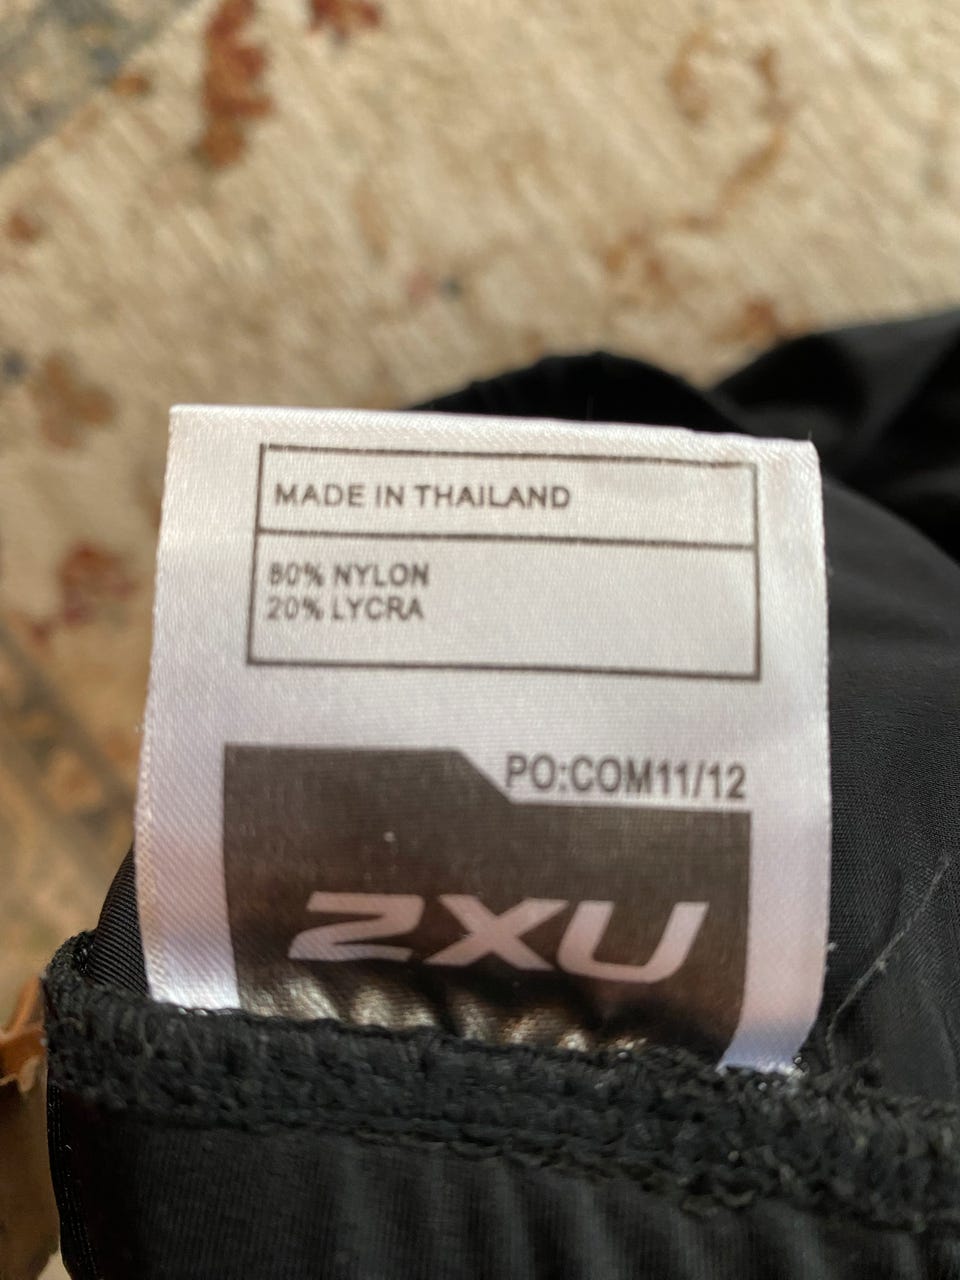 MADE IN THAILAND
80% NYLON
20% LYCRA
PO:COM11/12
2XU